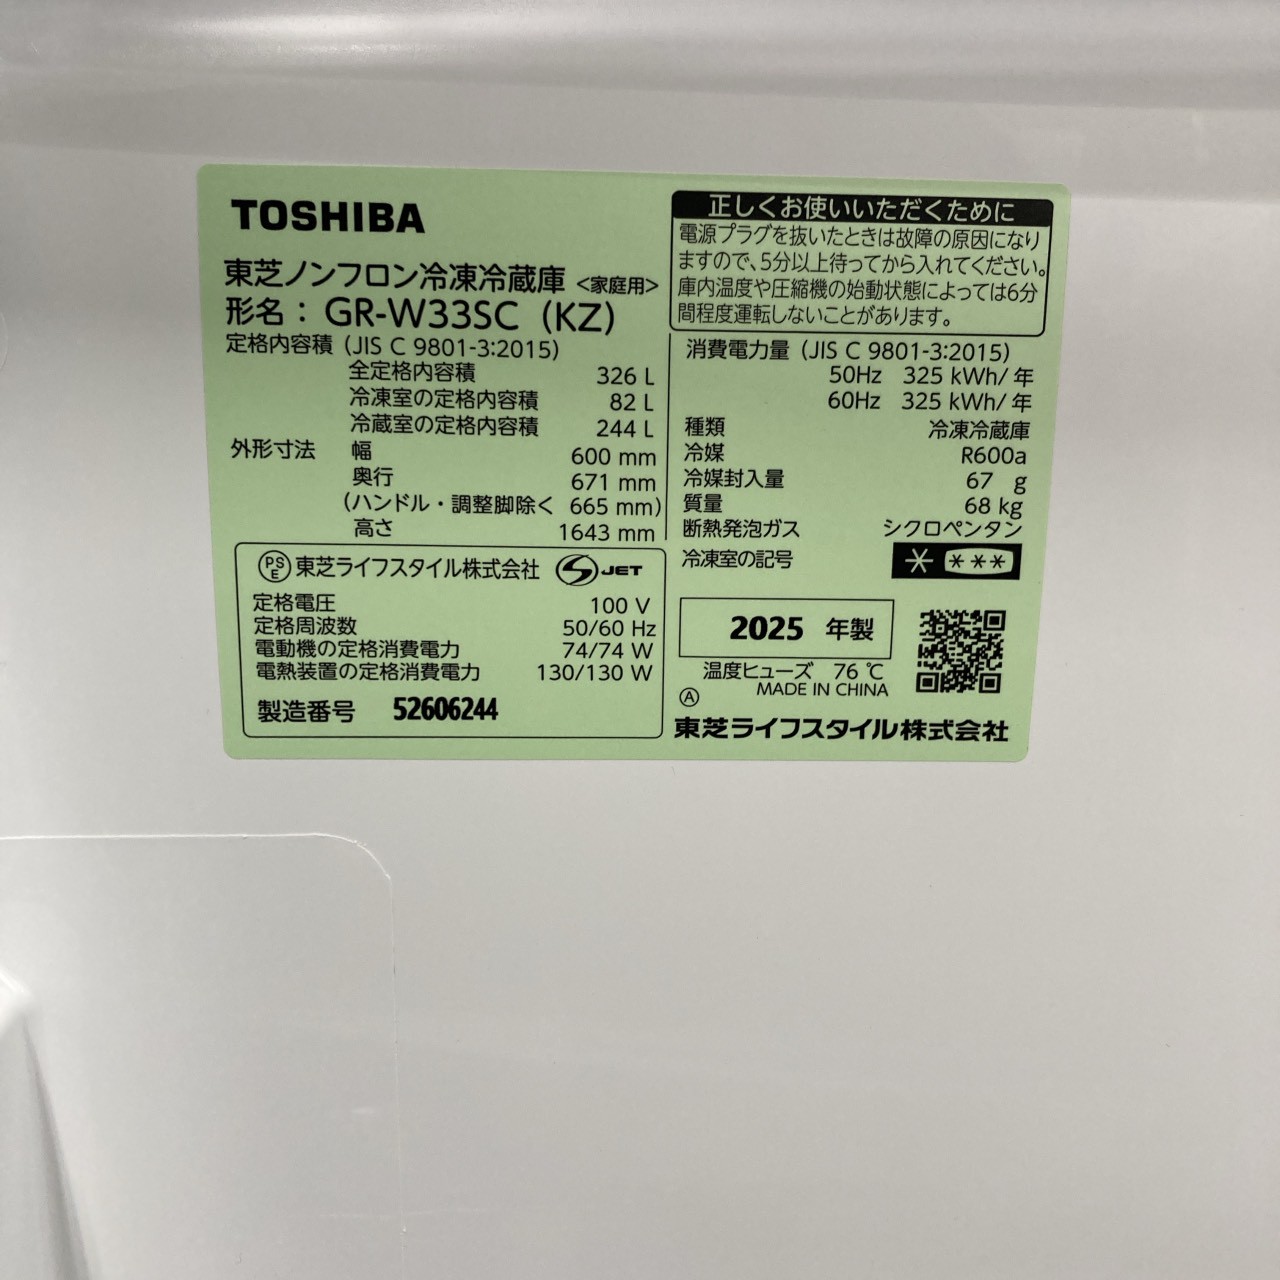 TOSHIBA
東芝ノンフロン冷凍冷蔵庫 <家庭用>
形名： GR-W33SC (KZ)
定格内容積 (JIS C 9801-3:2015)
全定格内容積 326 L
冷凍室の定格内容積 82 L
冷蔵室の定格内容積 244 L
外形寸法 幅 600 mm
奥行 671 mm
(ハンドル・調整脚除く 665 mm)
高さ 1643 mm
PS E 東芝ライフスタイル株式会社 S JET
定格電圧 100 V
定格周波数 50/60 Hz
電動機の定格消費電力 74/74 W
電熱装置の定格消費電力 130/130 W
製造番号 52606244
正しくお使いいただくために
電源プラグを抜いたときは故障の原因になり
ますので、5分以上待ってから入れてください。
庫内温度や圧縮機の始動状態によっては6分
間程度運転しないことがあります。
消費電力量 (JIS C 9801-3:2015)
50Hz 325 kWh/年
60Hz 325 kWh/年
種類 冷凍冷蔵庫
冷媒 R600a
冷媒封入量 67 g
質量 68 kg
断熱発泡ガス シクロペンタン
冷凍室の記号 * ***
2025 年製
温度ヒューズ 76 ℃
Ⓐ MADE IN CHINA
東芝ライフスタイル株式会社